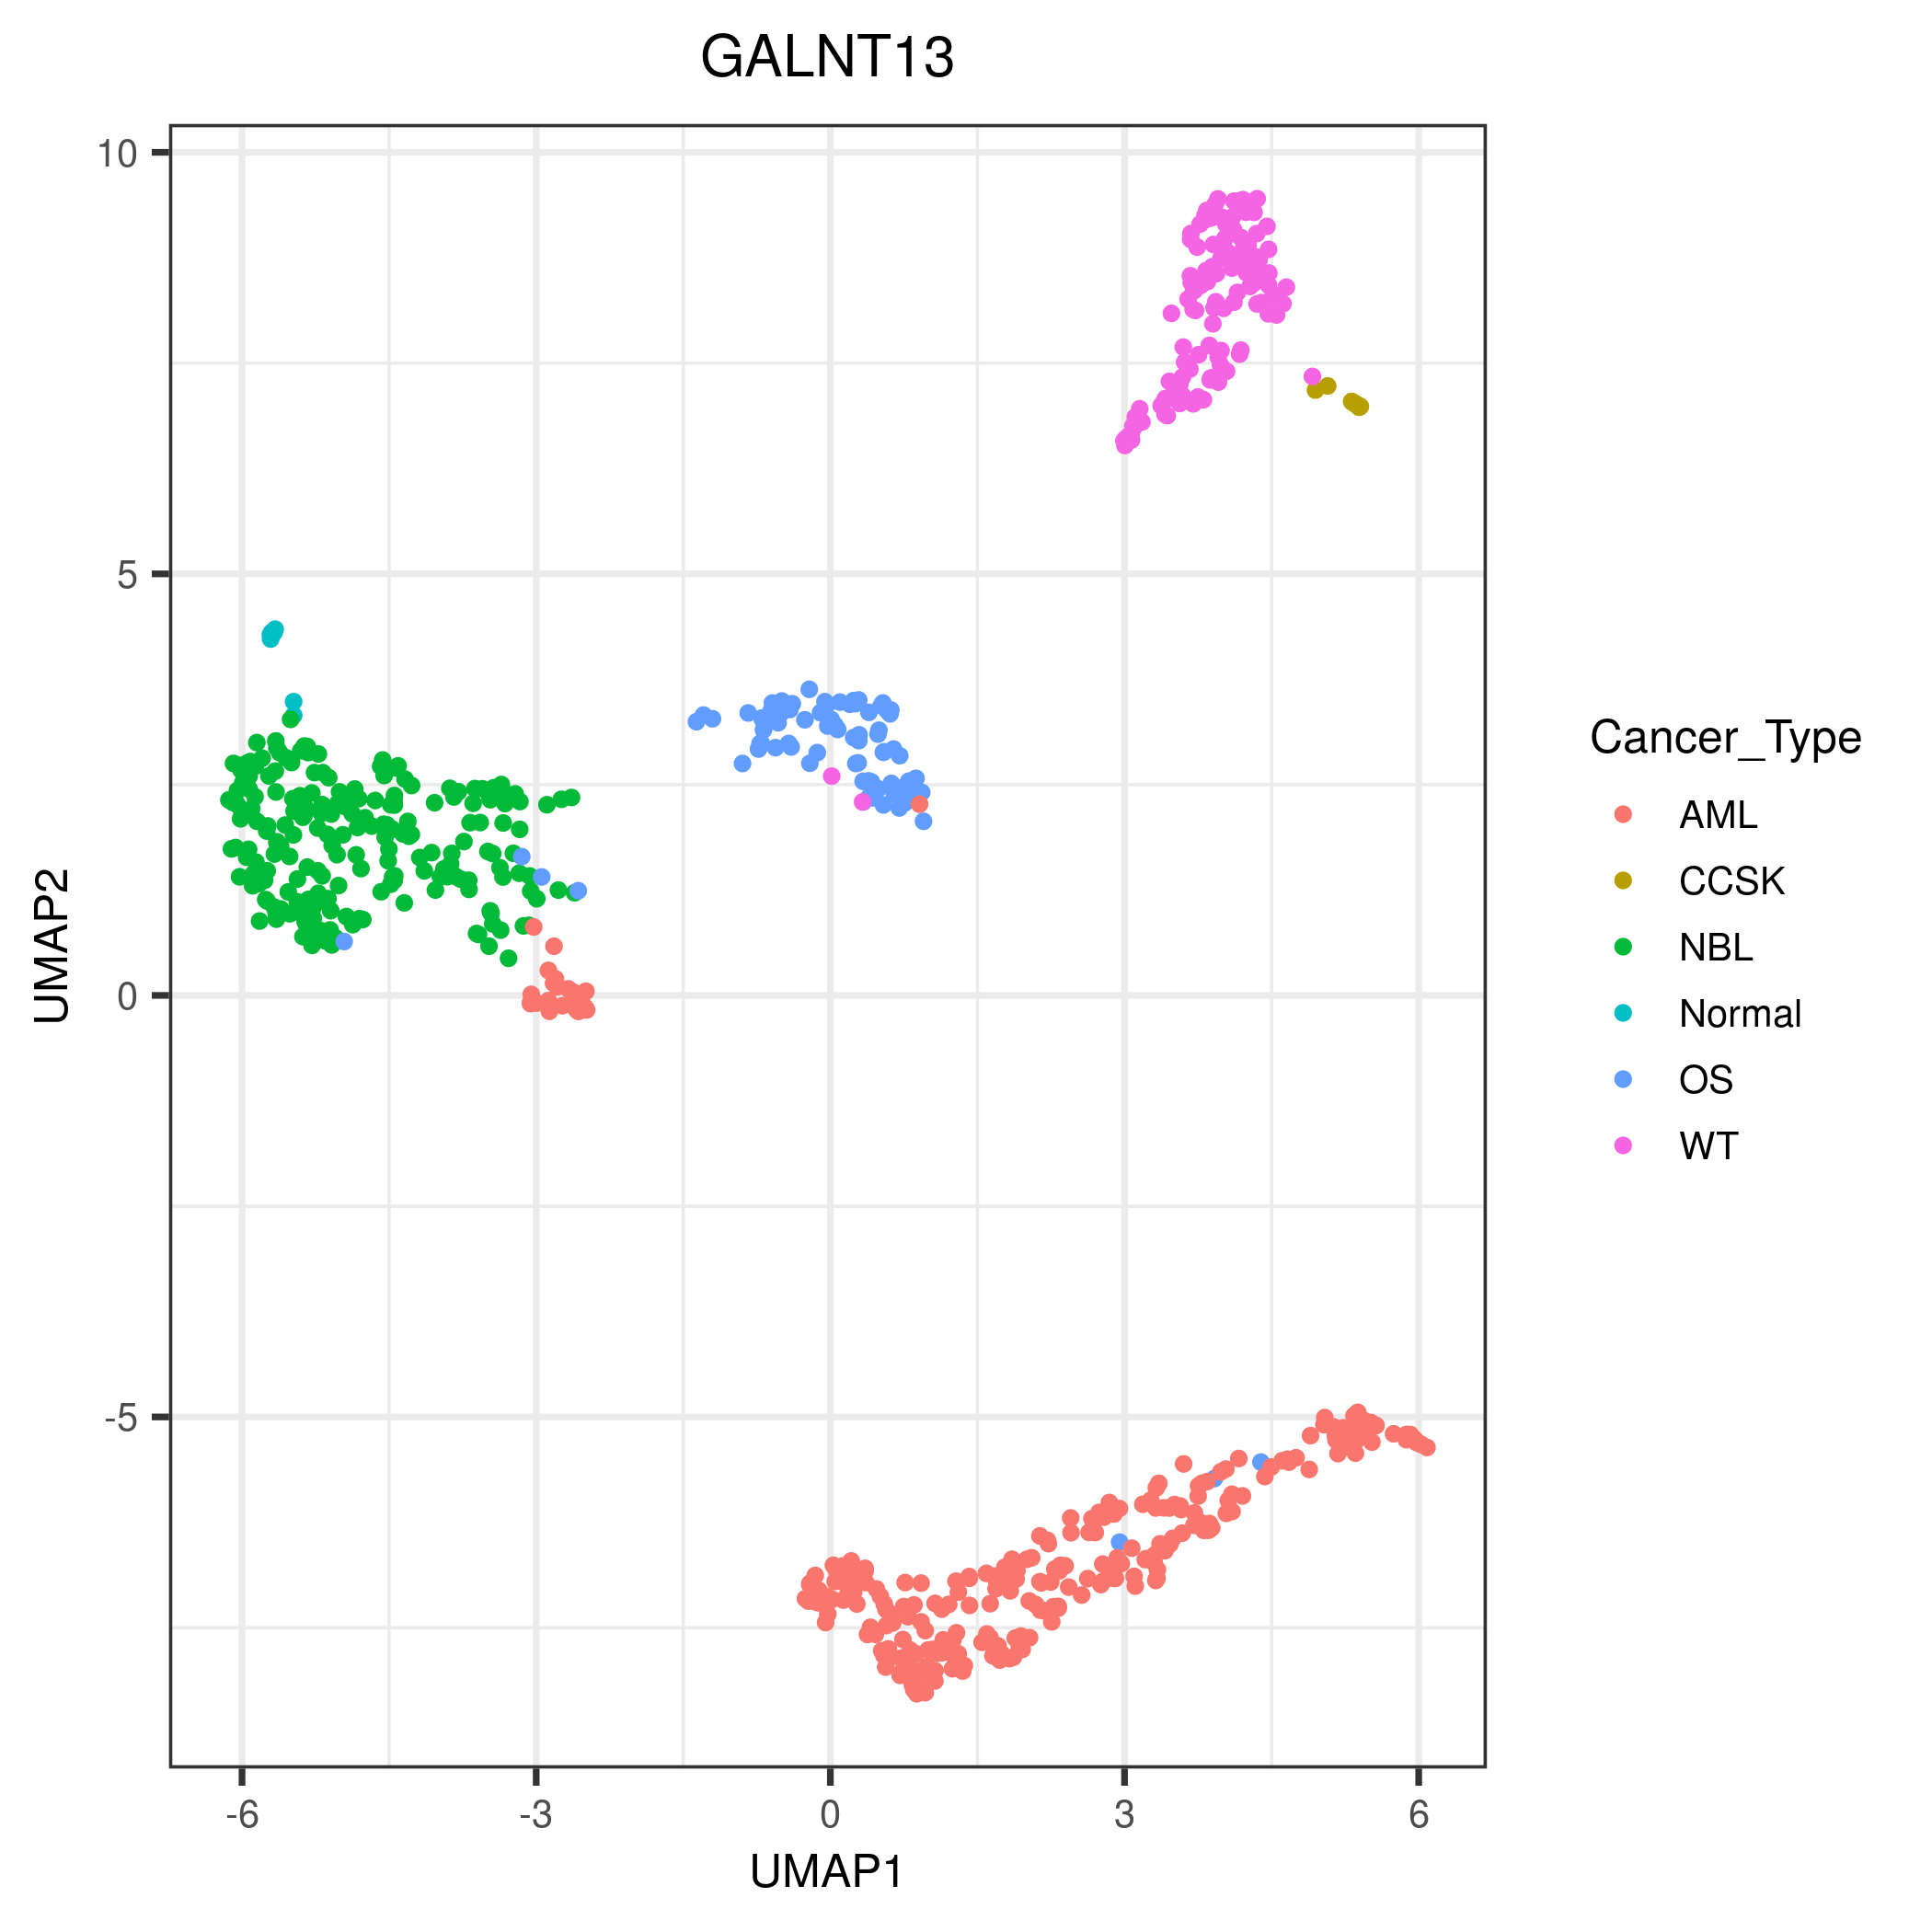 GALNT13
10
5
0
-5
UMAP2
-6
-3
0
3
6
UMAP1
Cancer_Type
AML
CCSK
NBL
Normal
OS
WT